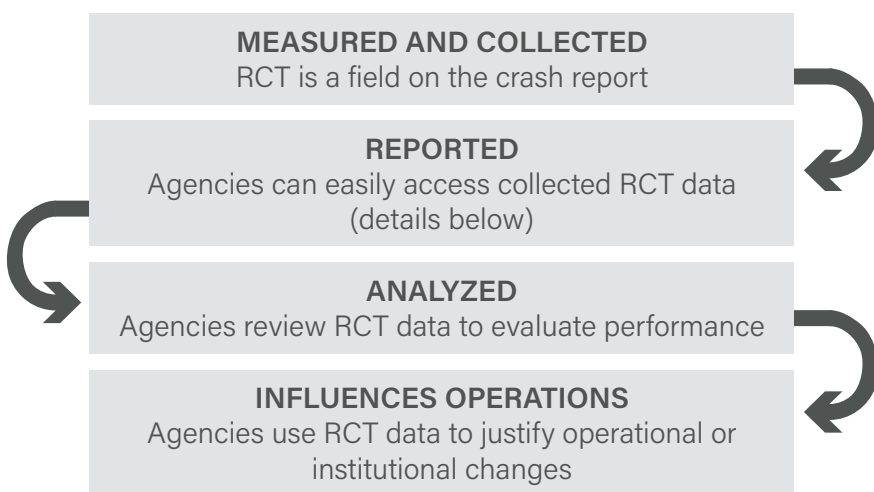 MEASURED AND COLLECTED
RCT is a field on the crash report
REPORTED
Agencies can easily access collected RCT data
(details below)
ANALYZED
Agencies review RCT data to evaluate performance
INFLUENCES OPERATIONS
Agencies use RCT data to justify operational or
institutional changes